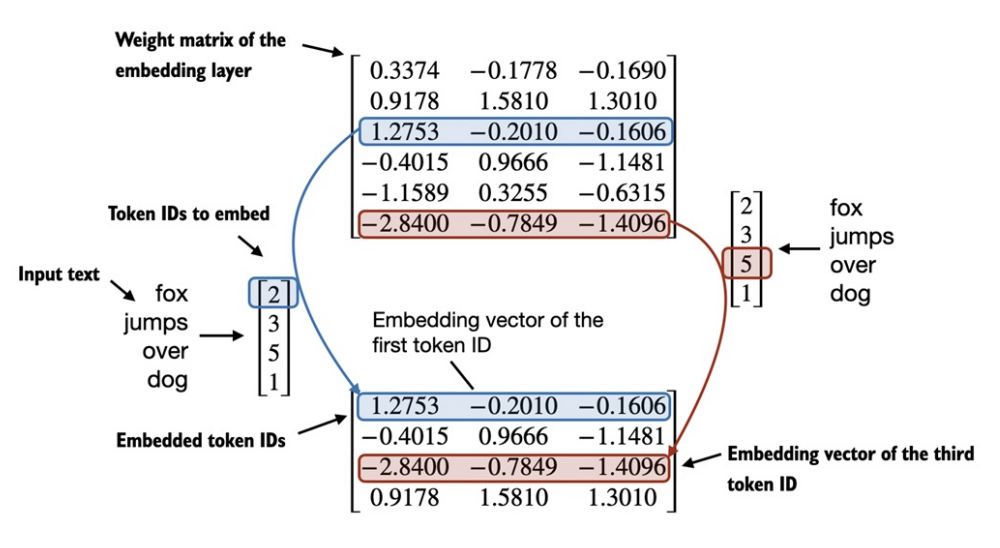 Weight matrix of the
embedding layer
0.3374 −0.1778 −0.1690
0.9178 1.5810 1.3010
1.2753 −0.2010 −0.1606
−0.4015 0.9666 −1.1481
−1.1589 0.3255 −0.6315
−2.8400 −0.7849 −1.4096
Token IDs to embed
Input text
fox
jumps
over
dog
2
3
5
1
2
3
5
1
fox
jumps
over
dog
Embedding vector of the
first token ID
Embedded token IDs
1.2753 −0.2010 −0.1606
−0.4015 0.9666 −1.1481
−2.8400 −0.7849 −1.4096
0.9178 1.5810 1.3010
Embedding vector of the third
token ID